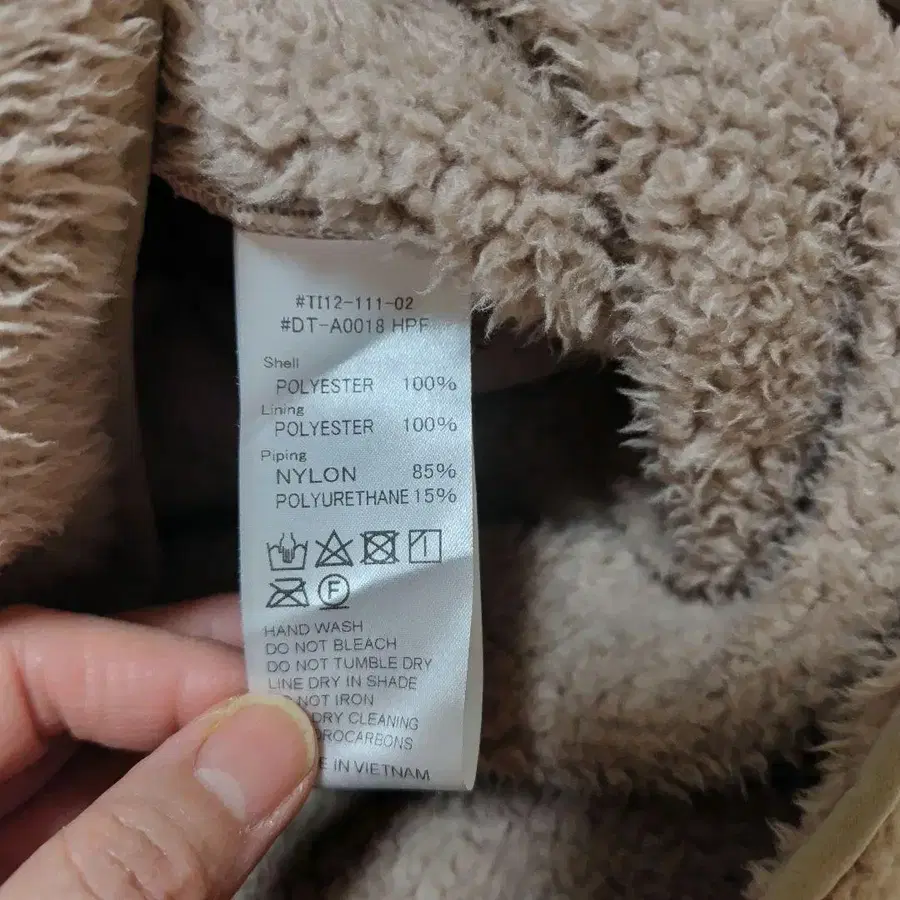 #TI12-111-02
#DT-A0018 HPF
Shell
POLYESTER 100%
Lining
POLYESTER 100%
Piping
NYLON 85%
POLYURETHANE 15%
F
HAND WASH
DO NOT BLEACH
DO NOT TUMBLE DRY
LINE DRY IN SHADE
NOT IRON
DRY CLEANING
IN VIETNAM